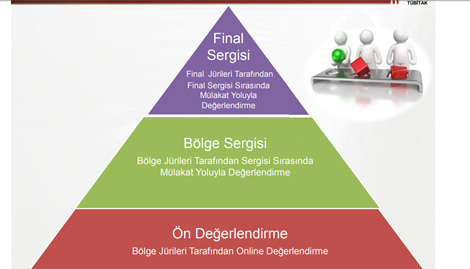 TÜBİTAK
Final
Sergisi
Final Jürileri Tarafından
Final Sergisi Sırasında
Mülakat Yoluyla
Değerlendirme
Bölge Sergisi
Bölge Jürileri Tarafından Sergisi Sırasında
Mülakat Yoluyla Değerlendirme
Ön Değerlendirme
Bölge Jürileri Tarafından Online Değerlendirme